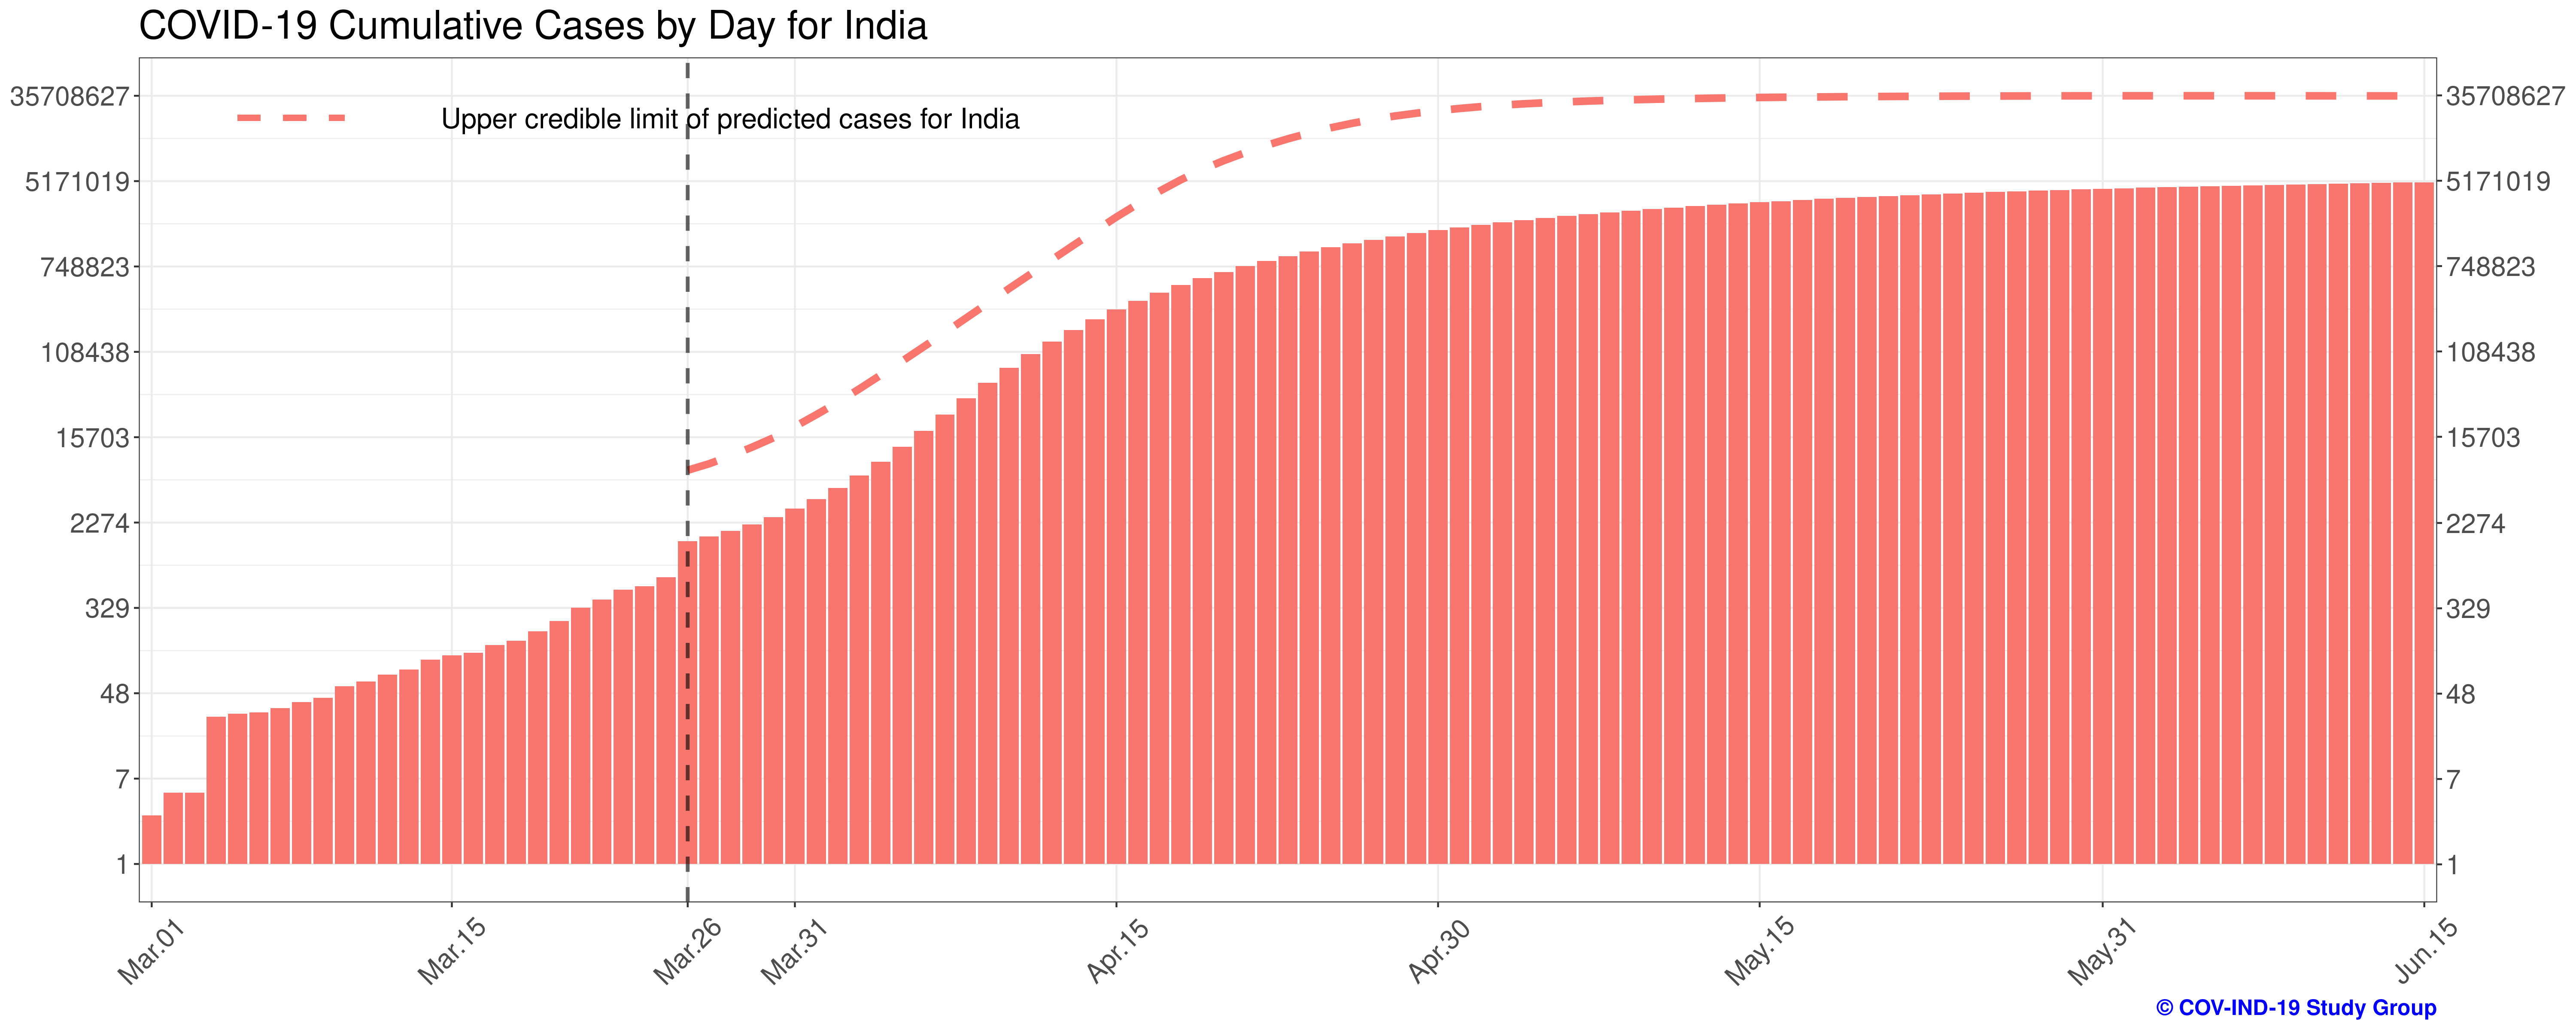 COVID-19 Cumulative Cases by Day for India
Upper credible limit of predicted cases for India
35708627
5171019
748823
108438
15703
2274
329
48
7
1
35708627
5171019
748823
108438
15703
2274
329
48
7
1
Mar.01
Mar.15
Mar.26
Mar.31
Apr.15
Apr.30
May.15
May.31
Jun.15
© COV-IND-19 Study Group